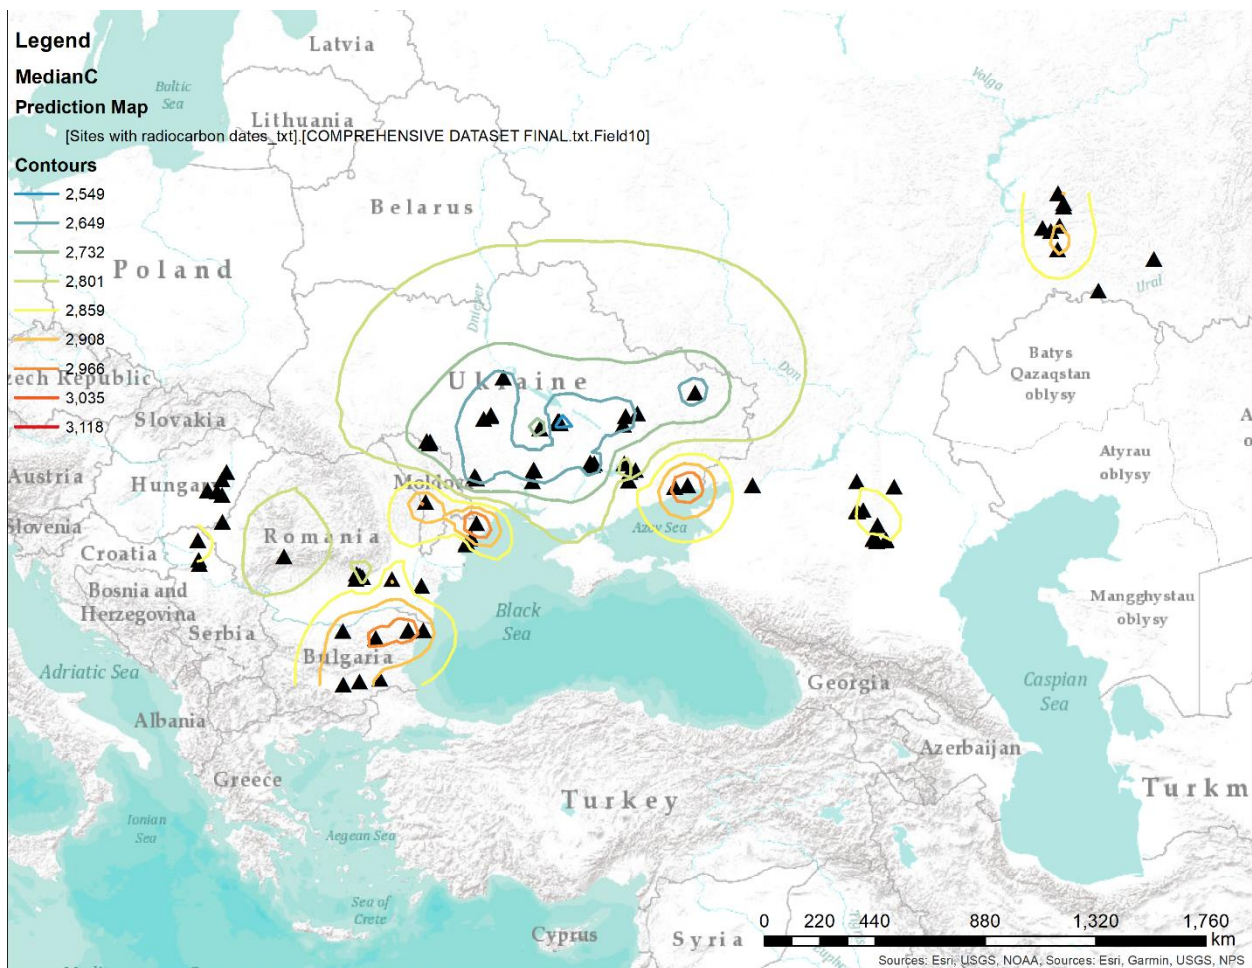 Legend
MedianC
Prediction Map
[Sites with radiocarbon dates_txt].[COMPREHENSIVE DATASET FINAL.txt.Field10]
Contours
2,549
2,649
2,732
2,801
2,859
2,908
2,966
3,035
3,118
Latvia
Baltic
Sea
Lithuania
Volga
Belarus
Poland
Dnieper
Ural
Don
Batys
Qazaqstan
oblysy
zech Republic
Ukraine
Slovakia
Atyrau
oblysy
Austria
Hungary
Moldova
Slovenia
Romania
Azov Sea
Croatia
Bosnia and
Herzegovina
Serbia
Black
Sea
Mangghystau
oblysy
Bulgaria
Adriatic Sea
Georgia
Caspian
Sea
Albania
Azerbaijan
Greece
Turkey
Turkm
Ionian
Sea
Aegean Sea
Sea of
Crete
Cyprus
Syria
0 220 440 880 1,320 1,760
km
Sources: Esri, USGS, NOAA, Sources: Esri, Garmin, USGS, NPS